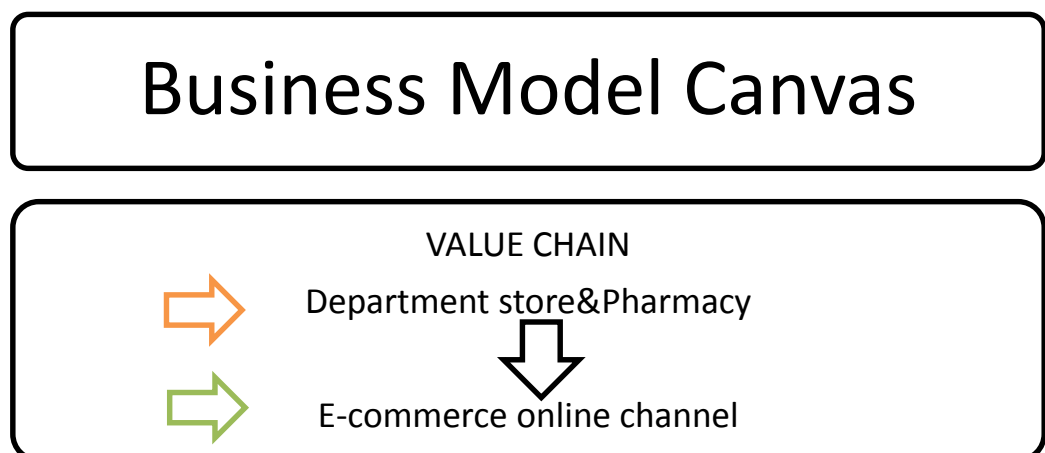 Business Model Canvas
VALUE CHAIN
Department store&Pharmacy
E-commerce online channel